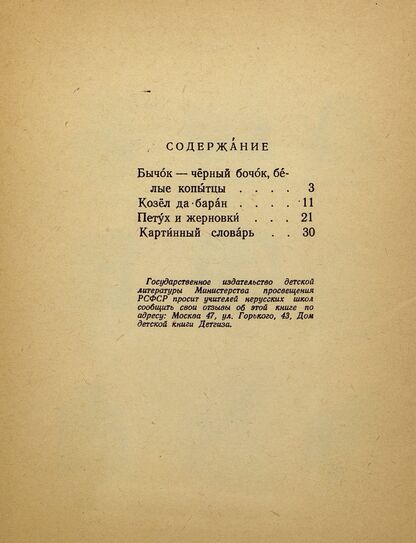 СОДЕРЖА́НИЕ
Бычо́к — чёрный бочо́к, бе́-
лые копы́тцы . . . . 3
Козёл да бара́н . . . . 11
Пету́х и жерновки́ . . . 21
Карти́нный слова́рь . . 30
Государственное издательство детской
литературы Министерства просвещения
РСФСР просит учителей нерусских школ
сообщить свои отзывы об этой книге по
адресу: Москва 47, ул. Горького, 43, Дом
детской книги Детгиза.